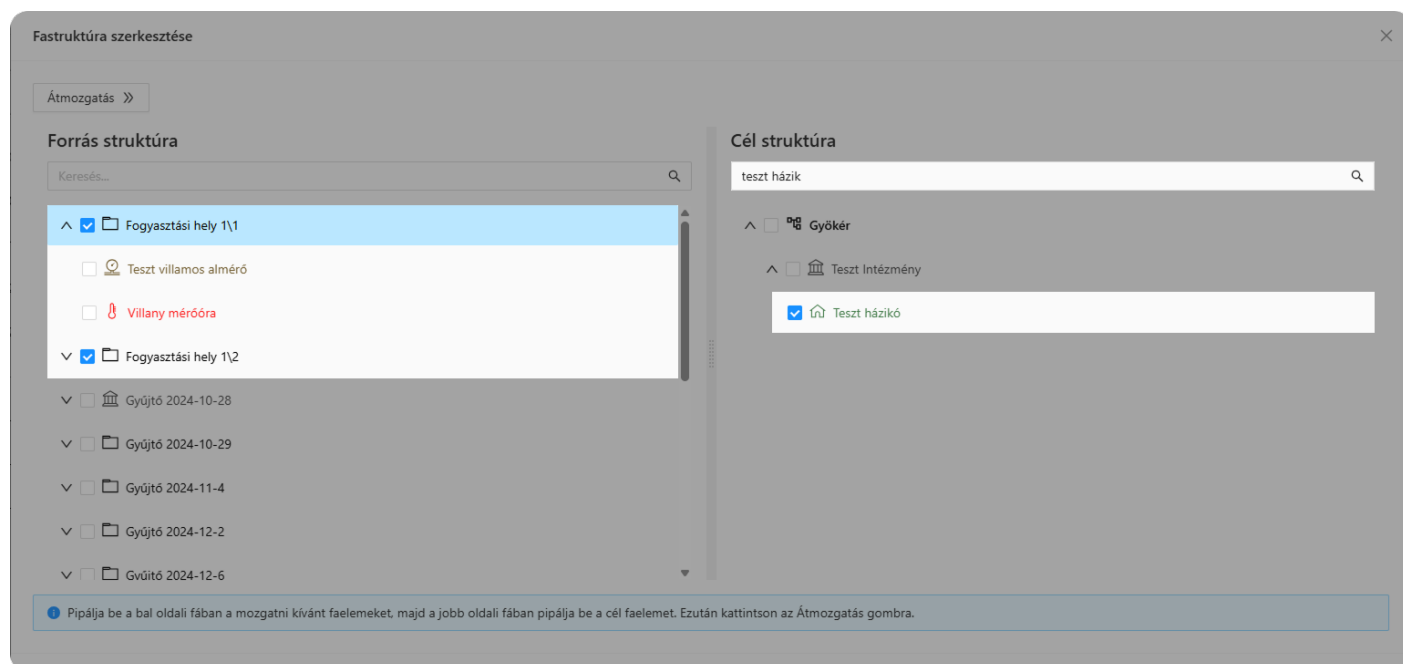 Fastruktúra szerkesztése
Átmozgatás
Forrás struktúra
Keresés...
Fogyasztási hely 1\1
Teszt villamos almérő
Villany mérőóra
Fogyasztási hely 1\2
Gyűjtő 2024-10-28
Gyűjtő 2024-10-29
Gyűjtő 2024-11-4
Gyűjtő 2024-12-2
Gyűjtő 2024-12-6
Cél struktúra
teszt házik
Gyökér
Teszt Intézmény
Teszt házikó
Pipálja be a bal oldali fában a mozgatni kívánt faelemeket, majd a jobb oldali fában pipálja be a cél faelemet. Ezután kattintson az Átmozgatás gombra.